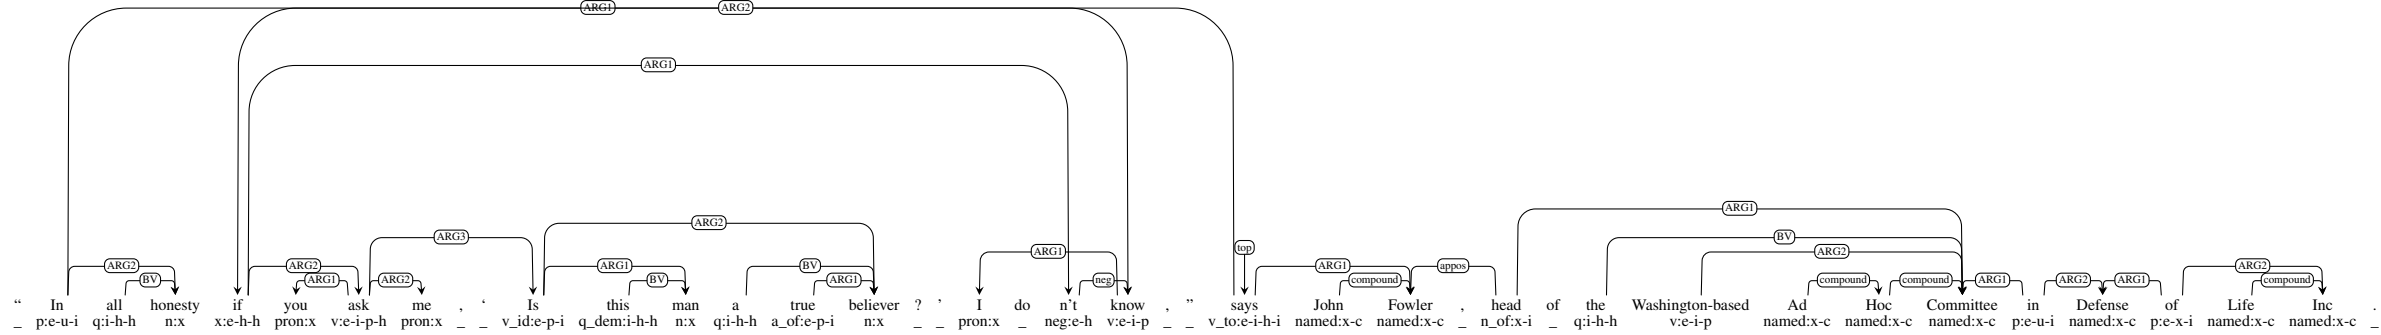 ARG1 ARG2
ARG1
ARG2 ARG1
ARG3 BV
top
ARG1 ARG2
ARG2 ARG2 ARG1 BV ARG1 appos ARG2
BV ARG1 ARG2 BV ARG1 neg compound compound compound ARG1 ARG2 ARG1 compound
“ In all honesty if you ask me , ‘ Is this man a true believer ? ’ I do n't know , ” says John Fowler , head of the Washington-based Ad Hoc Committee in Defense of Life Inc .
_ p:e-u-i q:i-h-h n:x x:e-h-h pron:x v:e-i-p-h pron:x _ _ v_id:e-p-i q_dem:i-h-h n:x q:i-h-h a_of:e-p-i n:x _ _ pron:x _ neg:e-h v:e-i-p _ _ v_to:e-i-h-i named:x-c named:x-c _ n_of:x-i _ q:i-h-h v:e-i-p named:x-c named:x-c named:x-c p:e-u-i named:x-c p:e-x-i named:x-c named:x-c _